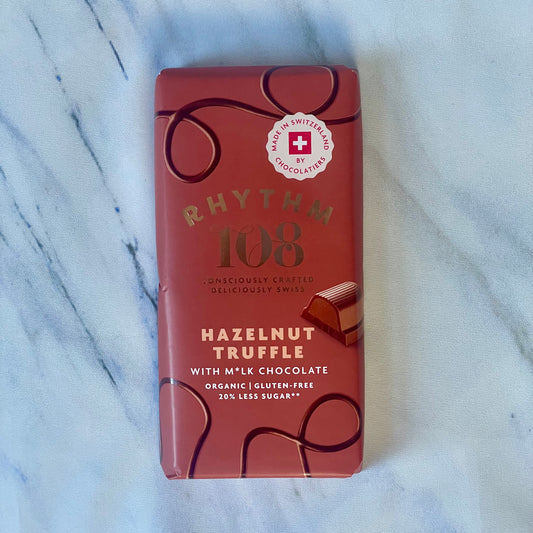 MADE IN SWITZERLAND
BY
CHOCOLATIERS
RHYTHM
108
CONSCIOUSLY CRAFTED
DELICIOUSLY SWISS
HAZELNUT
TRUFFLE
WITH M*LK CHOCOLATE
ORGANIC | GLUTEN-FREE
20% LESS SUGAR**